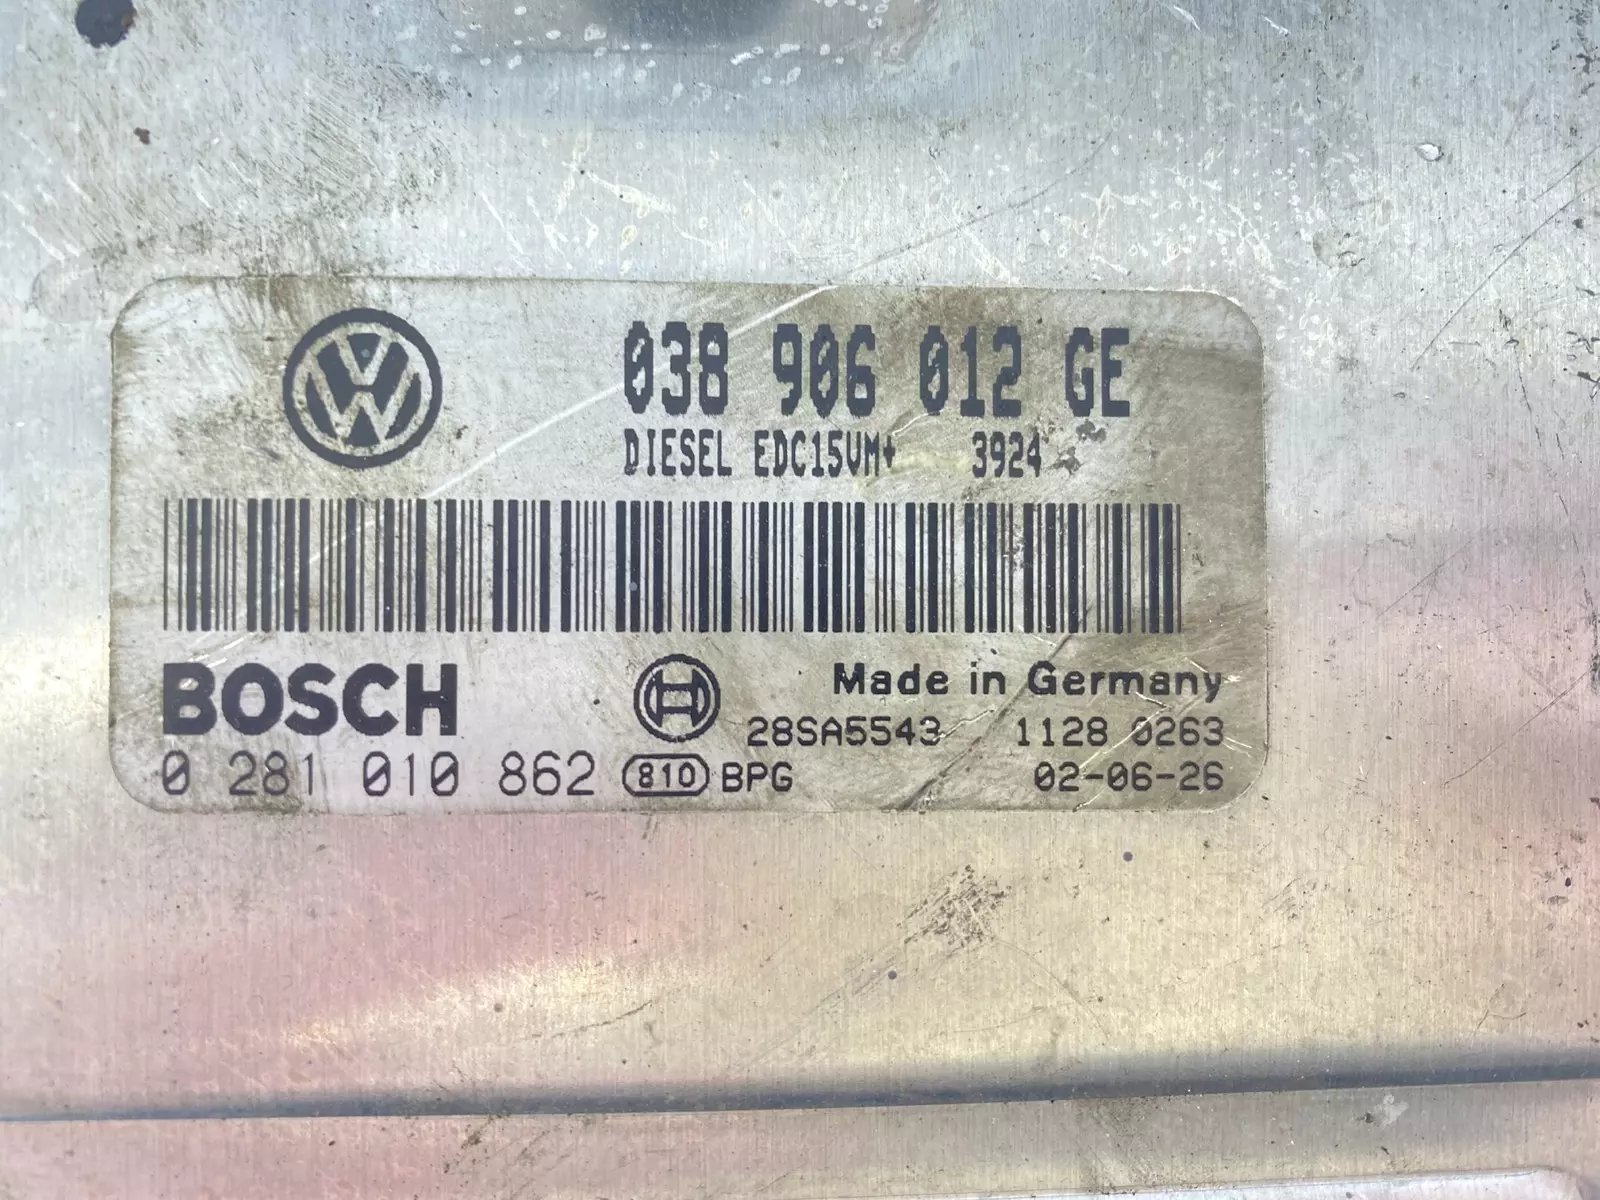 038 906 012 GE
DIESEL EDC15VM+ 3924
BOSCH
Made in Germany
28SA5543 1128 0263
0 281 010 862 810 BPG 02-06-26